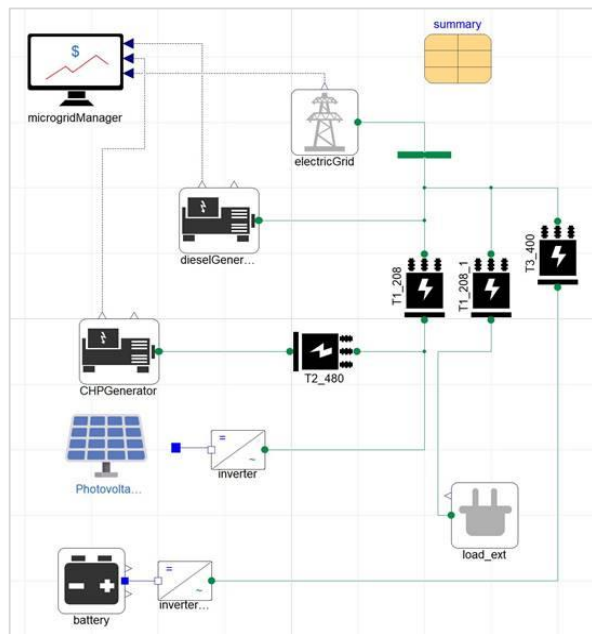 summary
$
microgridManager
electricGrid
dieselGener...
T1_208
T1_208_1
T3_400
CHPGenerator
T2_480
=
~
inverter
Photovolta...
load_ext
=
~
inverter...
battery